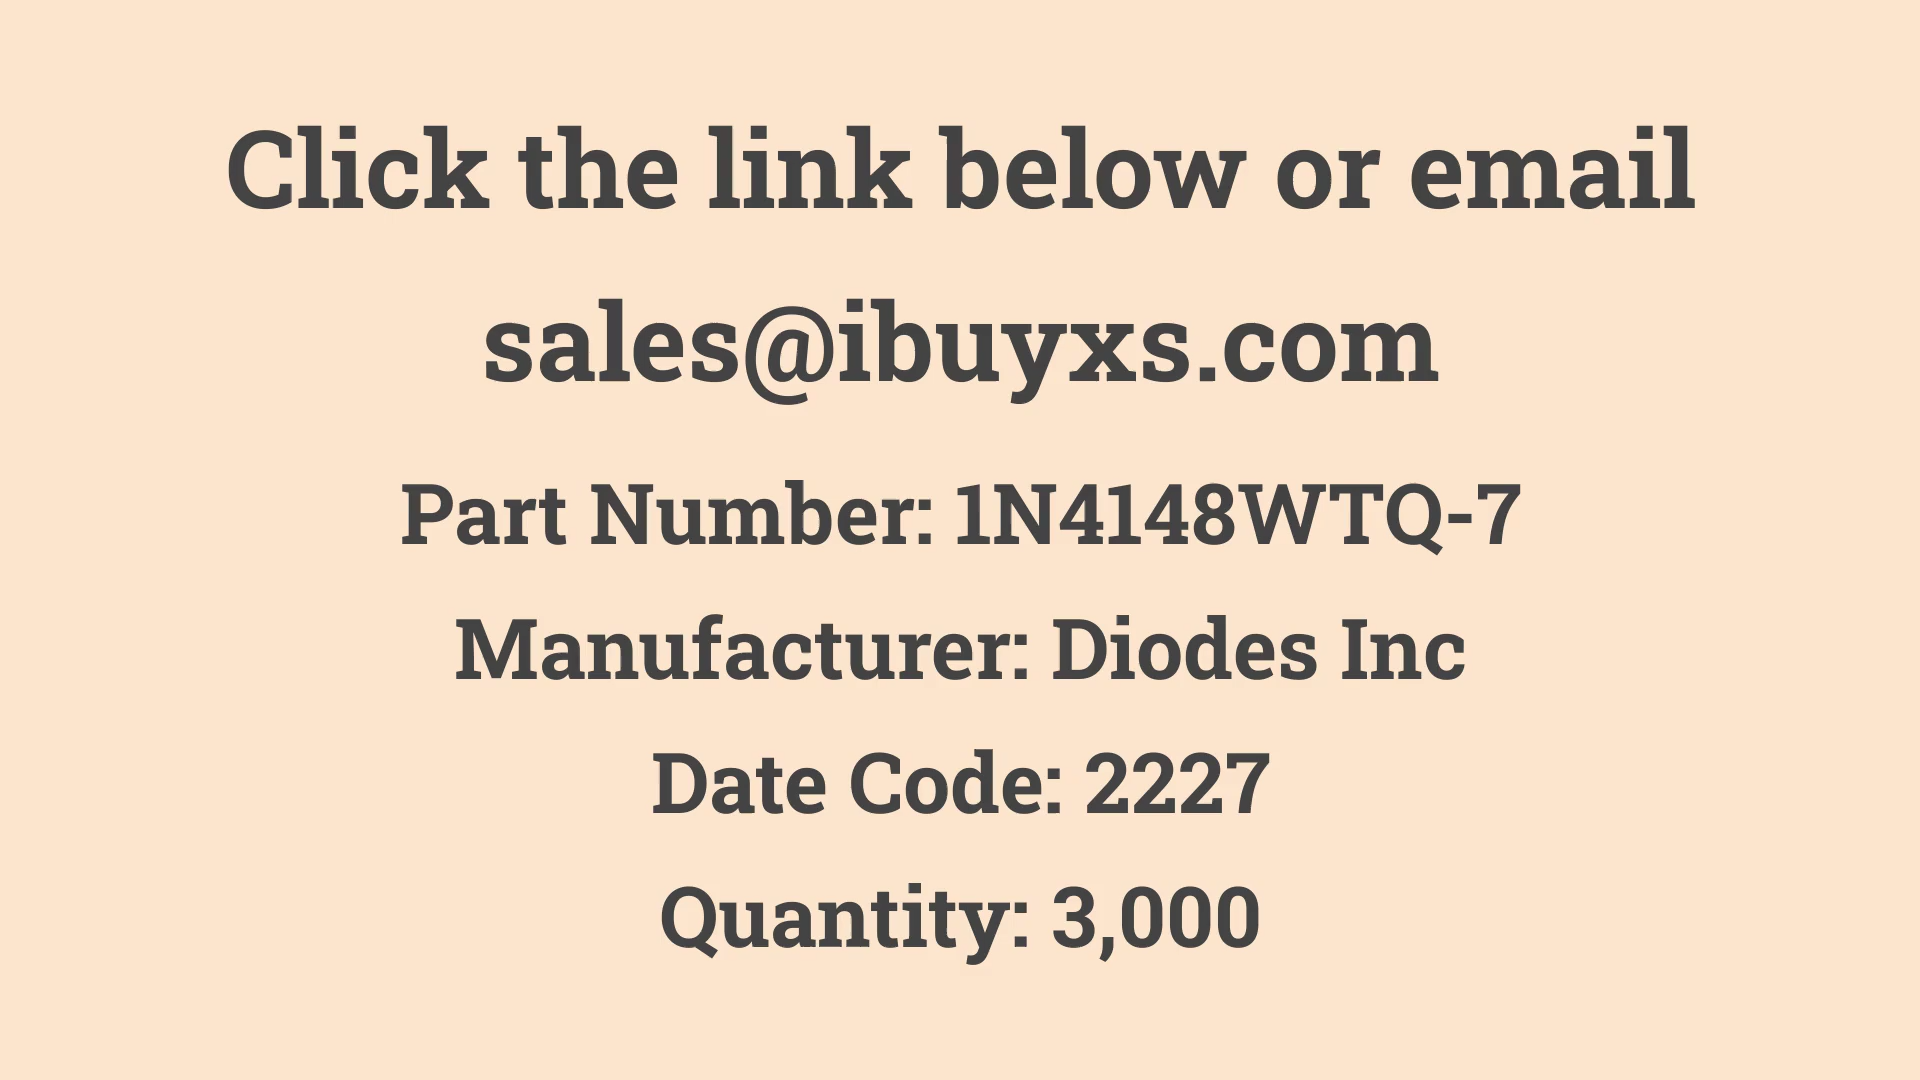 Click the link below or email
sales@ibuyxs.com
Part Number: 1N4148WTQ-7
Manufacturer: Diodes Inc
Date Code: 2227
Quantity: 3,000